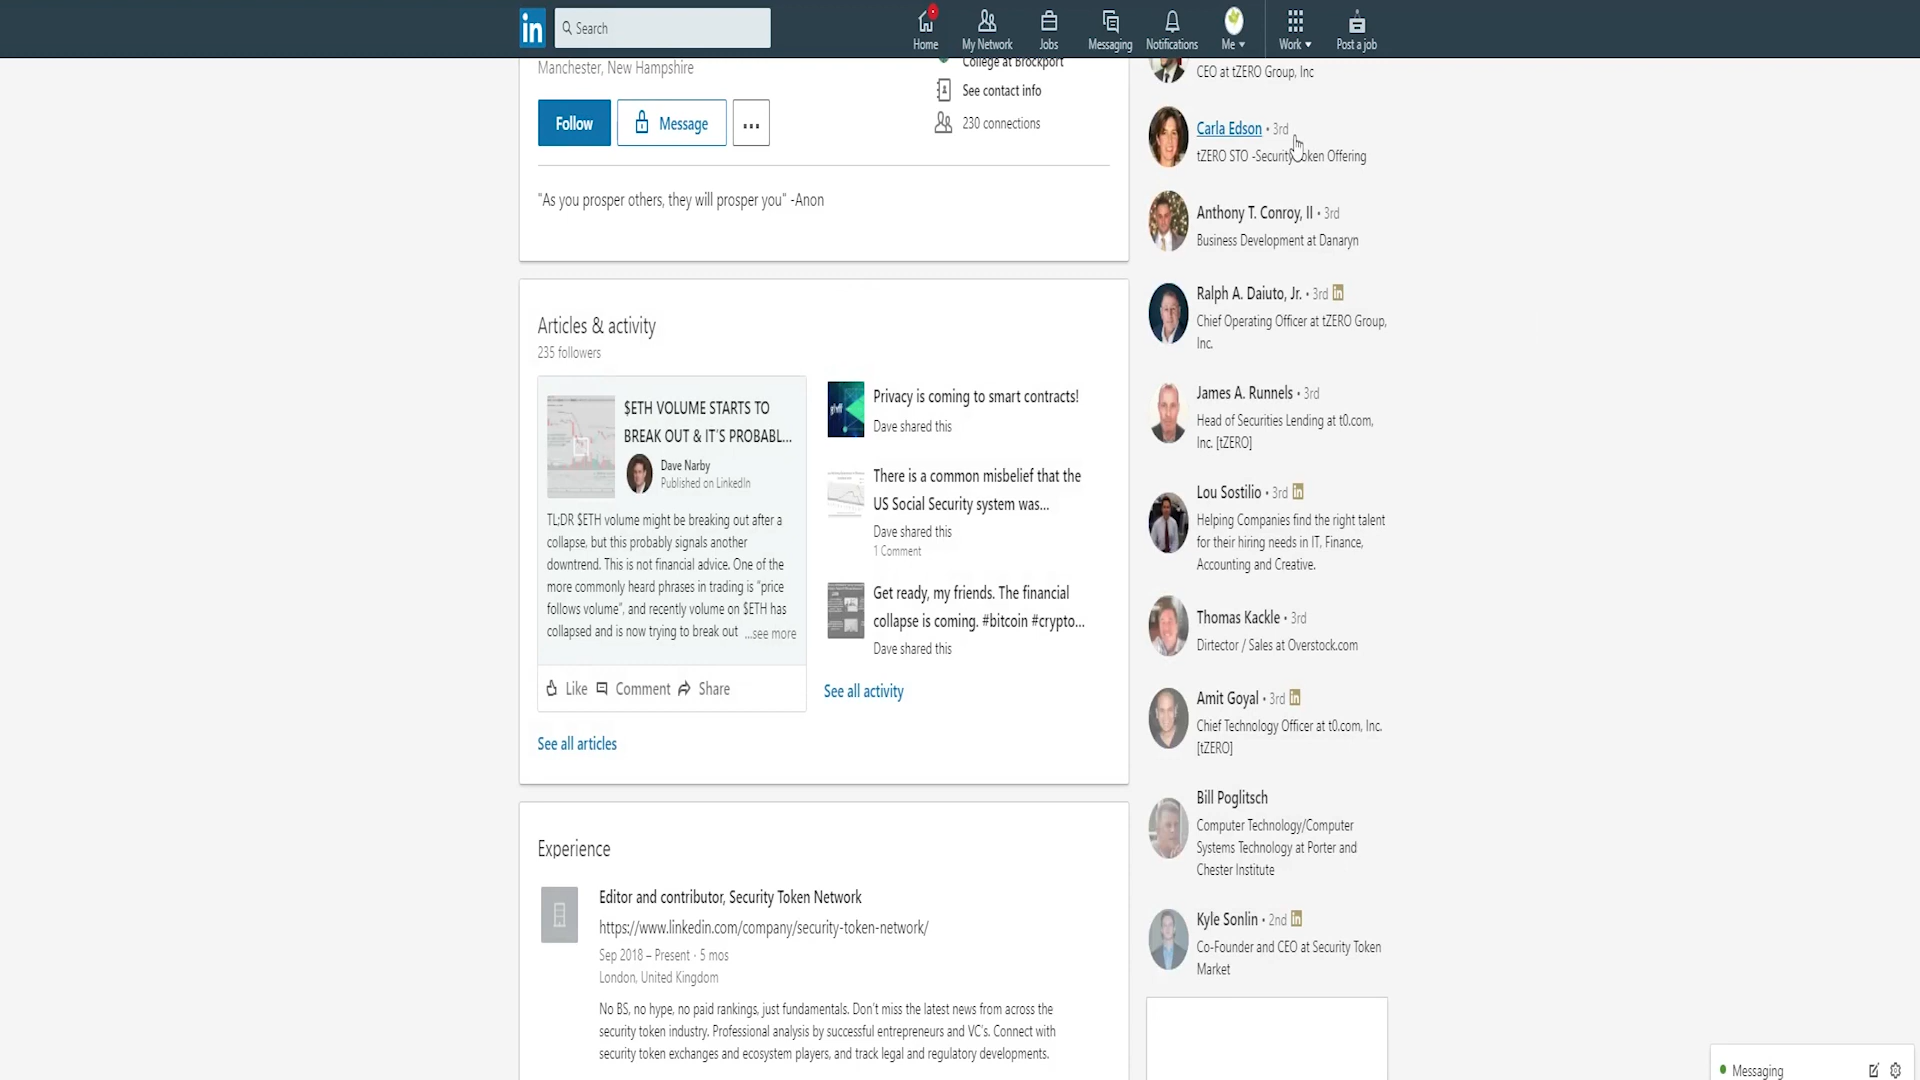 in
Search
Home
My Network
Jobs
Messaging
Notifications
Me
Work
Post a job
Manchester, New Hampshire
College at Brockport
See contact info
230 connections
Follow
Message
...
"As you prosper others, they will prosper you" -Anon
Articles & activity
235 followers
$ETH VOLUME STARTS TO
BREAK OUT & IT'S PROBABL...
Dave Narby
Published on LinkedIn
TL;DR $ETH volume might be breaking out after a
collapse, but this probably signals another
downtrend. This is not financial advice. One of the
more commonly heard phrases in trading is "price
follows volume", and recently volume on $ETH has
collapsed and is now trying to break out ...see more
Like
Comment
Share
See all articles
Privacy is coming to smart contracts!
Dave shared this
There is a common misbelief that the
US Social Security system was...
Dave shared this
1 Comment
Get ready, my friends. The financial
collapse is coming. #bitcoin #crypto...
Dave shared this
See all activity
Experience
Editor and contributor, Security Token Network
https://www.linkedin.com/company/security-token-network/
Sep 2018 – Present · 5 mos
London, United Kingdom
No BS, no hype, no paid rankings, just fundamentals. Don't miss the latest news from across the
security token industry. Professional analysis by successful entrepreneurs and VC's. Connect with
security token exchanges and ecosystem players, and track legal and regulatory developments.
CEO at tZERO Group, Inc
Carla Edson • 3rd
tZERO STO -Security oken Offering
Anthony T. Conroy, II • 3rd
Business Development at Danaryn
Ralph A. Daiuto, Jr. • 3rd in
Chief Operating Officer at tZERO Group,
Inc.
James A. Runnels • 3rd
Head of Securities Lending at t0.com,
Inc. [tZERO]
Lou Sostilio • 3rd in
Helping Companies find the right talent
for their hiring needs in IT, Finance,
Accounting and Creative.
Thomas Kackle • 3rd
Dirtector / Sales at Overstock.com
Amit Goyal • 3rd in
Chief Technology Officer at t0.com, Inc.
[tZERO]
Bill Poglitsch
Computer Technology/Computer
Systems Technology at Porter and
Chester Institute
Kyle Sonlin • 2nd in
Co-Founder and CEO at Security Token
Market
Messaging